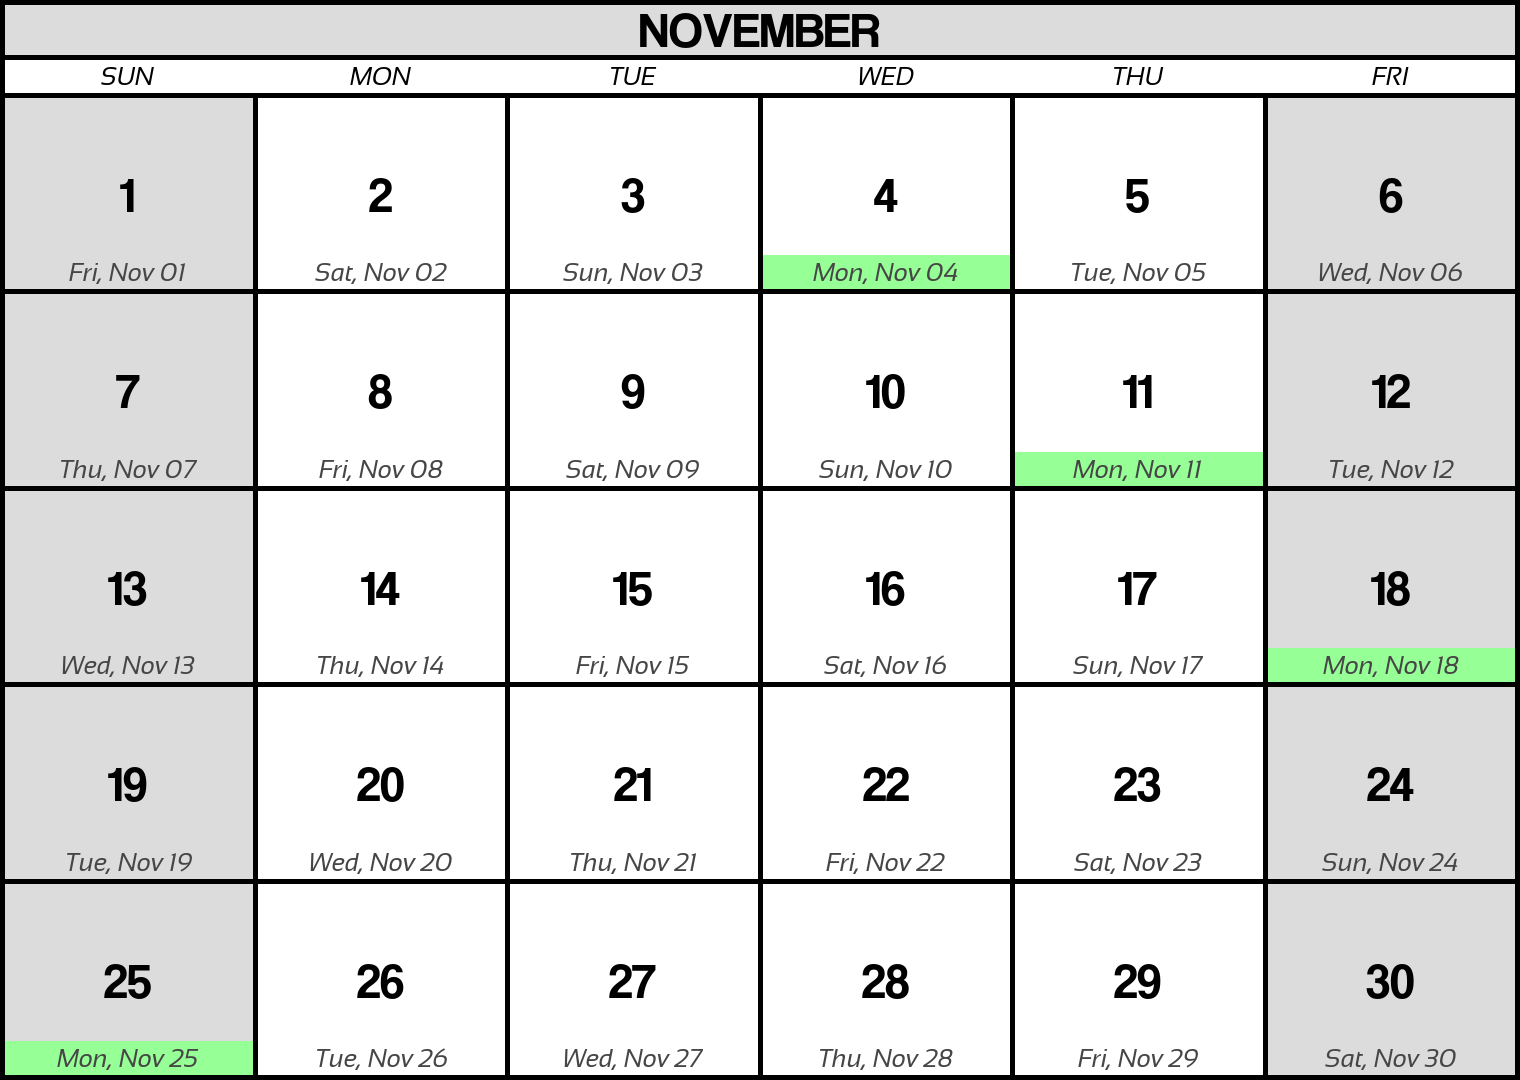 NOVEMBER
SUN MON TUE WED THU FRI
1 2 3 4 5 6
Fri, Nov 01 Sat, Nov 02 Sun, Nov 03 Mon, Nov 04 Tue, Nov 05 Wed, Nov 06
7 8 9 10 11 12
Thu, Nov 07 Fri, Nov 08 Sat, Nov 09 Sun, Nov 10 Mon, Nov 11 Tue, Nov 12
13 14 15 16 17 18
Wed, Nov 13 Thu, Nov 14 Fri, Nov 15 Sat, Nov 16 Sun, Nov 17 Mon, Nov 18
19 20 21 22 23 24
Tue, Nov 19 Wed, Nov 20 Thu, Nov 21 Fri, Nov 22 Sat, Nov 23 Sun, Nov 24
25 26 27 28 29 30
Mon, Nov 25 Tue, Nov 26 Wed, Nov 27 Thu, Nov 28 Fri, Nov 29 Sat, Nov 30